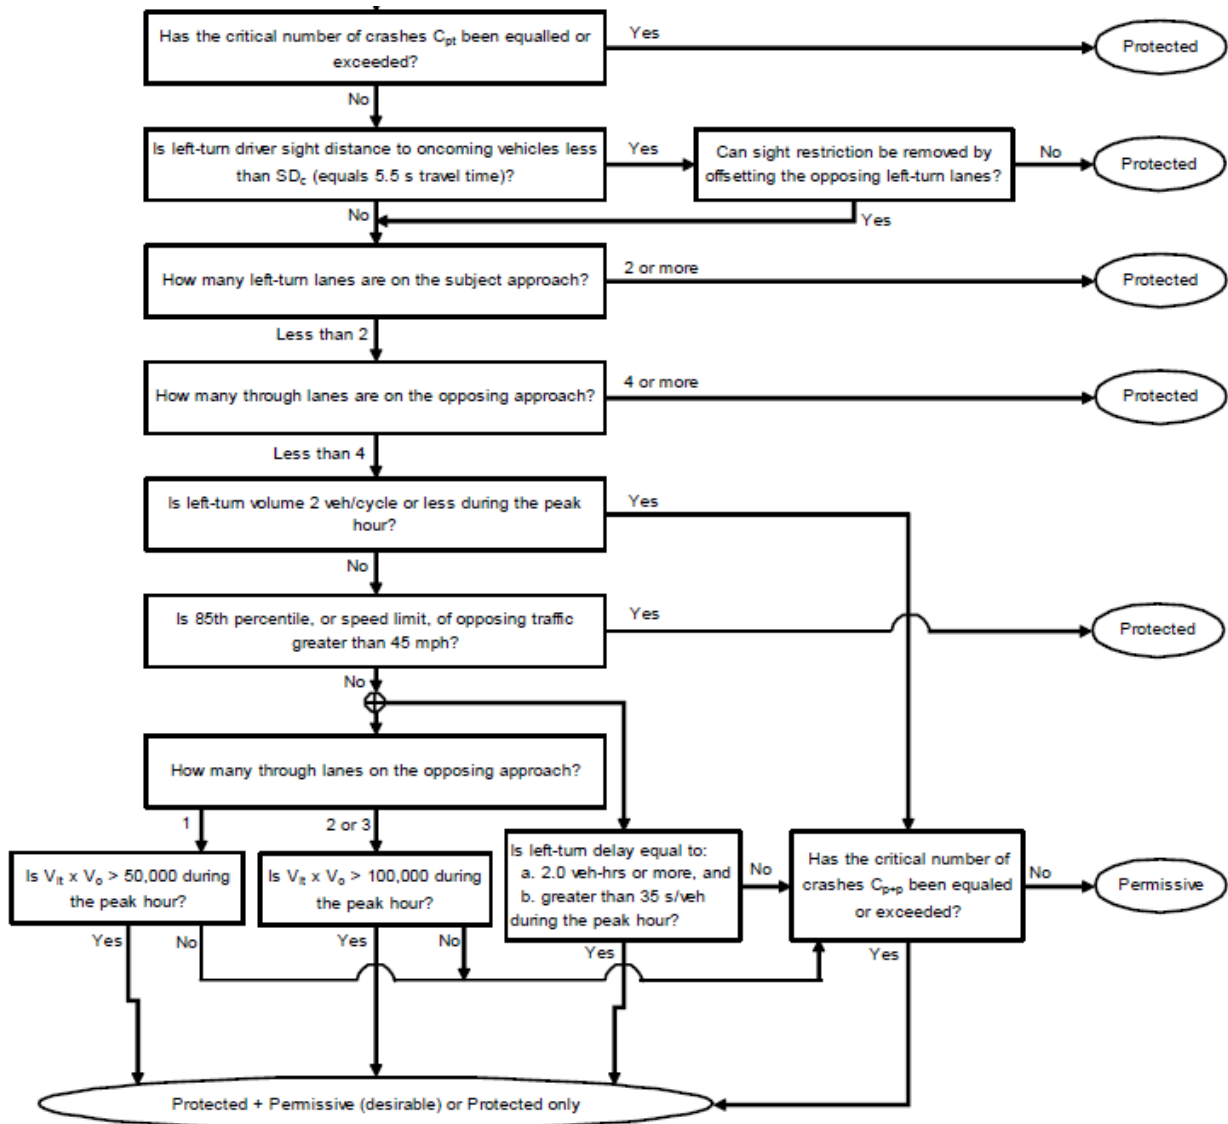 Has the critical number of crashes Cpt been equalled or
exceeded?
Yes
Protected
No
Is left-turn driver sight distance to oncoming vehicles less
than SDc (equals 5.5 s travel time)?
Yes
Can sight restriction be removed by
offsetting the opposing left-turn lanes?
No
Protected
No
Yes
How many left-turn lanes are on the subject approach?
2 or more
Protected
Less than 2
How many through lanes are on the opposing approach?
4 or more
Protected
Less than 4
Is left-turn volume 2 veh/cycle or less during the peak
hour?
Yes
No
Is 85th percentile, or speed limit, of opposing traffic
greater than 45 mph?
Yes
Protected
No
How many through lanes on the opposing approach?
1
2 or 3
Is Vlt x Vo > 50,000 during
the peak hour?
Is Vlt x Vo > 100,000 during
the peak hour?
Is left-turn delay equal to:
a. 2.0 veh-hrs or more, and
b. greater than 35 s/veh
during the peak hour?
No
Has the critical number of
crashes Cp+p been equaled
or exceeded?
No
Permissive
Yes
No
Yes
No
Yes
Yes
Protected + Permissive (desirable) or Protected only